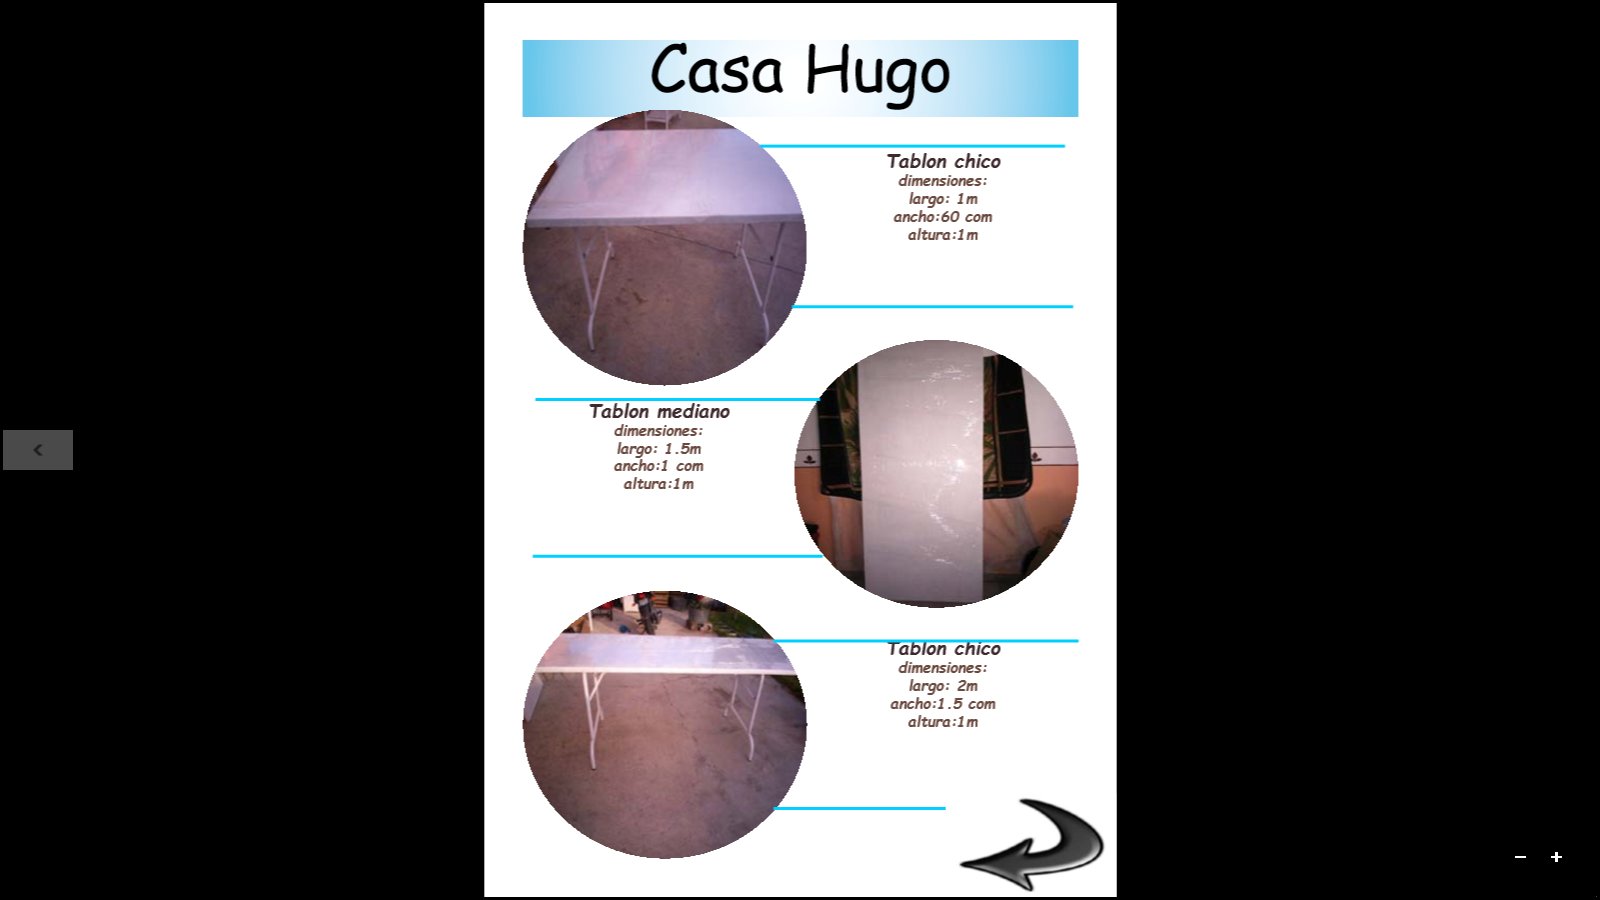 Casa Hugo
Tablon chico
dimensiones:
largo: 1m
ancho:60 com
altura:1m
Tablon mediano
dimensiones:
largo: 1.5m
ancho:1 com
altura:1m
Tablon chico
dimensiones:
largo: 2m
ancho:1.5 com
altura:1m